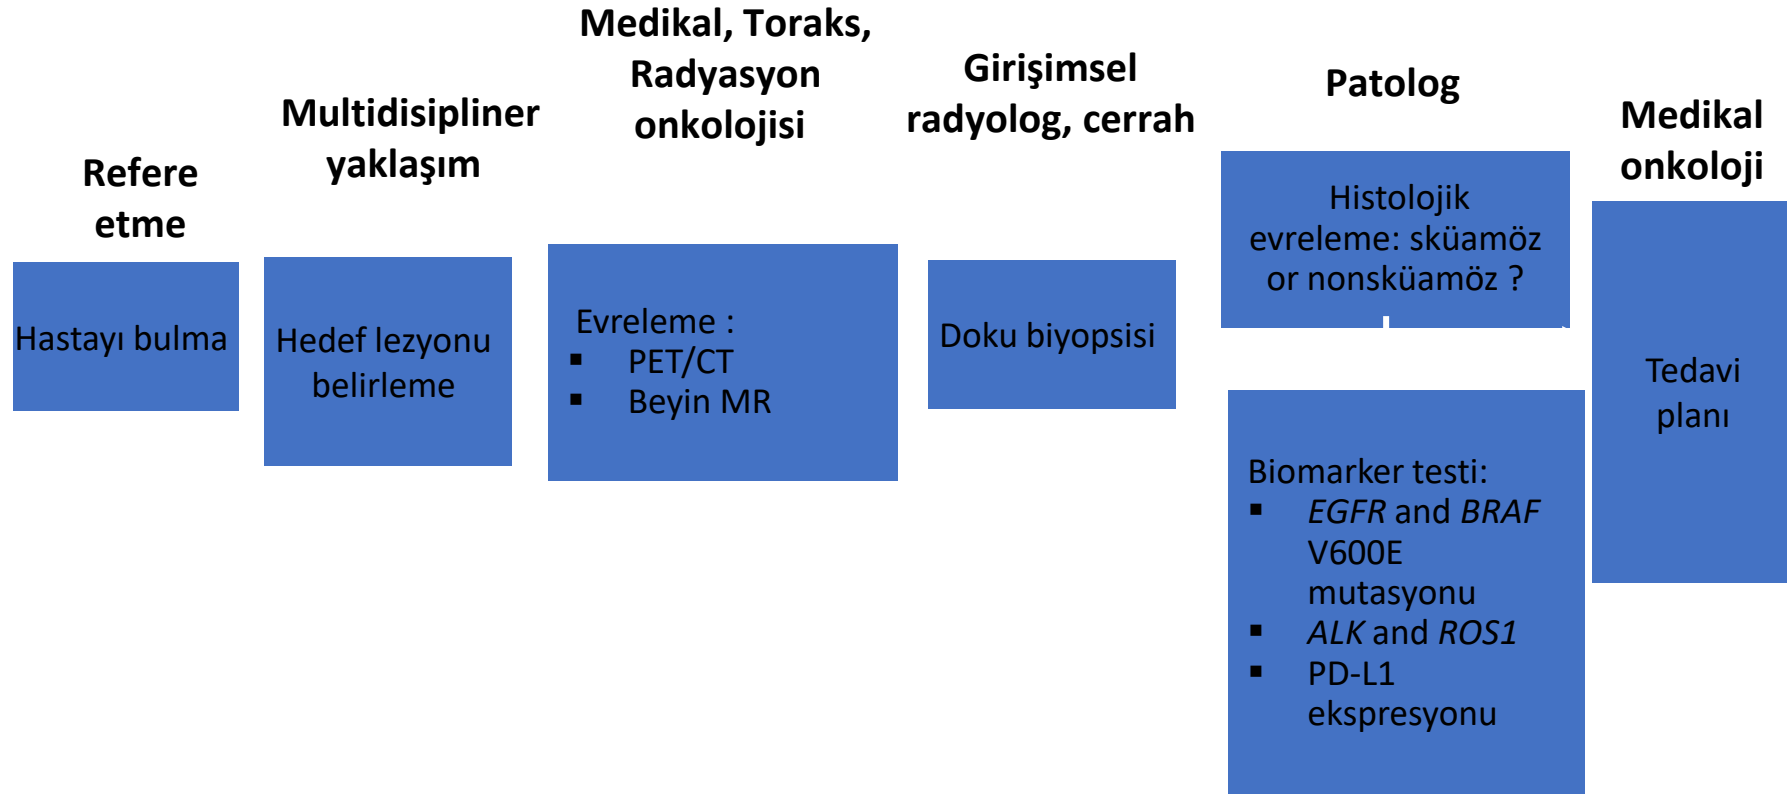 Refere
etme
Hastayı bulma
Multidisipliner
yaklaşım
Hedef lezyonu
belirleme
Medikal, Toraks,
Radyasyon
onkolojisi
Evreleme :
▪ PET/CT
▪ Beyin MR
Girişimsel
radyolog, cerrah
Doku biyopsisi
Patolog
Histolojik
evreleme: sküamöz
or nonsküamöz ?
Biomarker testi:
▪ EGFR and BRAF
V600E
mutasyonu
▪ ALK and ROS1
▪ PD-L1
ekspresyonu
Medikal
onkoloji
Tedavi
planı